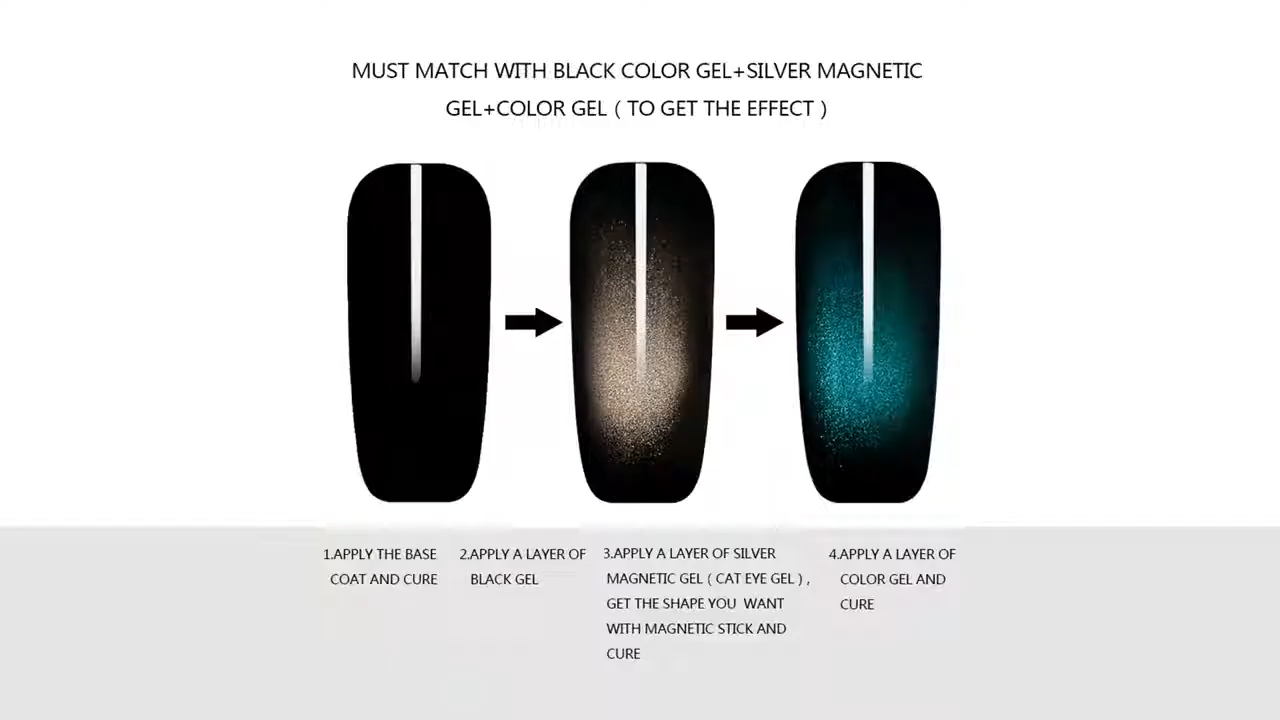 MUST MATCH WITH BLACK COLOR GEL+SILVER MAGNETIC
GEL+COLOR GEL ( TO GET THE EFFECT )
1.APPLY THE BASE
COAT AND CURE
2.APPLY A LAYER OF
BLACK GEL
3.APPLY A LAYER OF SILVER
MAGNETIC GEL ( CAT EYE GEL ) ,
GET THE SHAPE YOU WANT
WITH MAGNETIC STICK AND
CURE
4.APPLY A LAYER OF
COLOR GEL AND
CURE